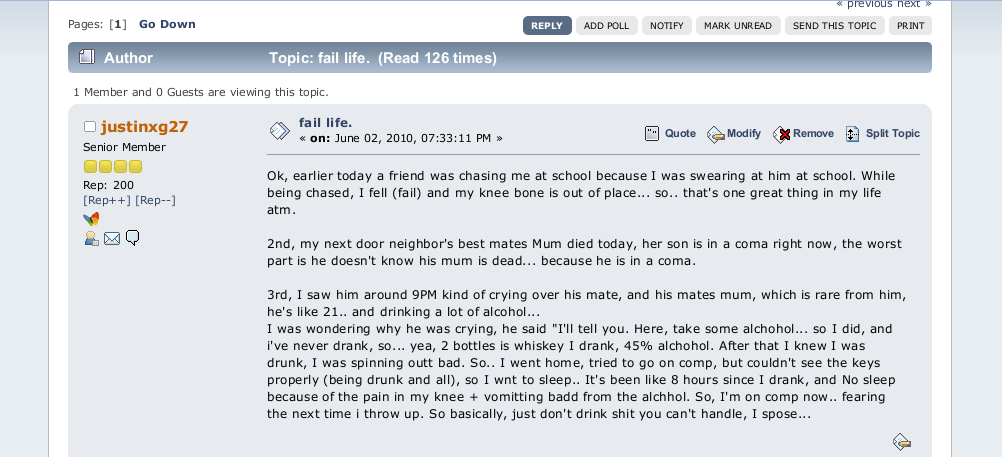 « previous next »
Pages: [1] Go Down
REPLY ADD POLL NOTIFY MARK UNREAD SEND THIS TOPIC PRINT
Author Topic: fail life. (Read 126 times)
1 Member and 0 Guests are viewing this topic.
justinxg27
Senior Member
Rep: 200
[Rep++] [Rep--]
fail life.
« on: June 02, 2010, 07:33:11 PM »
Quote Modify Remove Split Topic
Ok, earlier today a friend was chasing me at school because I was swearing at him at school. While
being chased, I fell (fail) and my knee bone is out of place... so.. that's one great thing in my life
atm.
2nd, my next door neighbor's best mates Mum died today, her son is in a coma right now, the worst
part is he doesn't know his mum is dead... because he is in a coma.
3rd, I saw him around 9PM kind of crying over his mate, and his mates mum, which is rare from him,
he's like 21.. and drinking a lot of alcohol...
I was wondering why he was crying, he said "I'll tell you. Here, take some alchohol... so I did, and
i've never drank, so... yea, 2 bottles is whiskey I drank, 45% alchohol. After that I knew I was
drunk, I was spinning outt bad. So.. I went home, tried to go on comp, but couldn't see the keys
properly (being drunk and all), so I wnt to sleep.. It's been like 8 hours since I drank, and No sleep
because of the pain in my knee + vomitting badd from the alchhol. So, I'm on comp now.. fearing
the next time i throw up. So basically, just don't drink shit you can't handle, I spose...